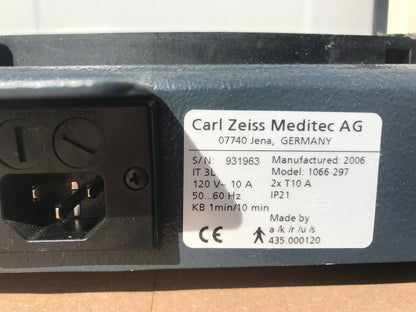 Carl Zeiss Meditec AG
07740 Jena, GERMANY
S/N: 931963 Manufactured: 2006
IT 3L Model: 1066-297
120 V~ 10 A 2x T10 A
50...60 Hz IP21
KB 1min/10 min
Made by
a/k/r/u/s
CE 435.000120